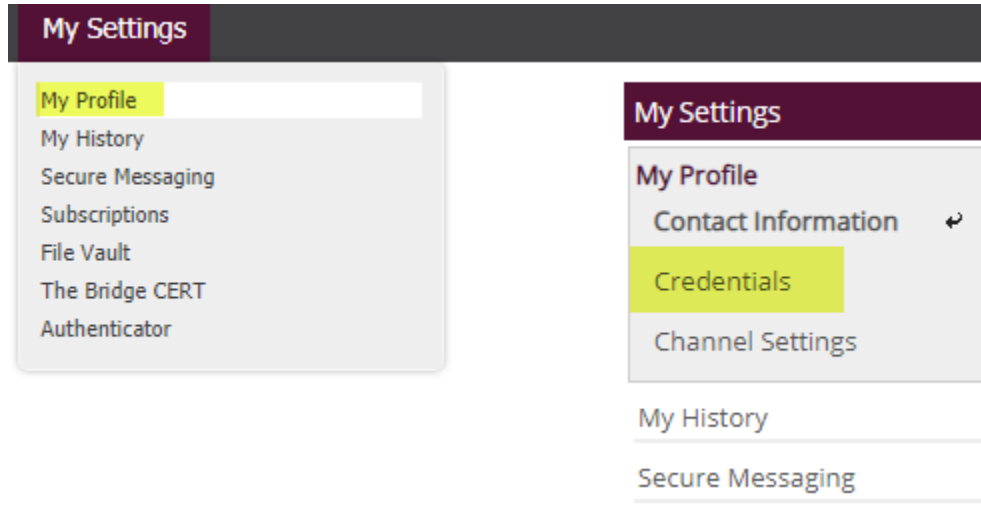 My Settings
My Profile
My History
Secure Messaging
Subscriptions
File Vault
The Bridge CERT
Authenticator
My Settings
My Profile
Contact Information
Credentials
Channel Settings
My History
Secure Messaging